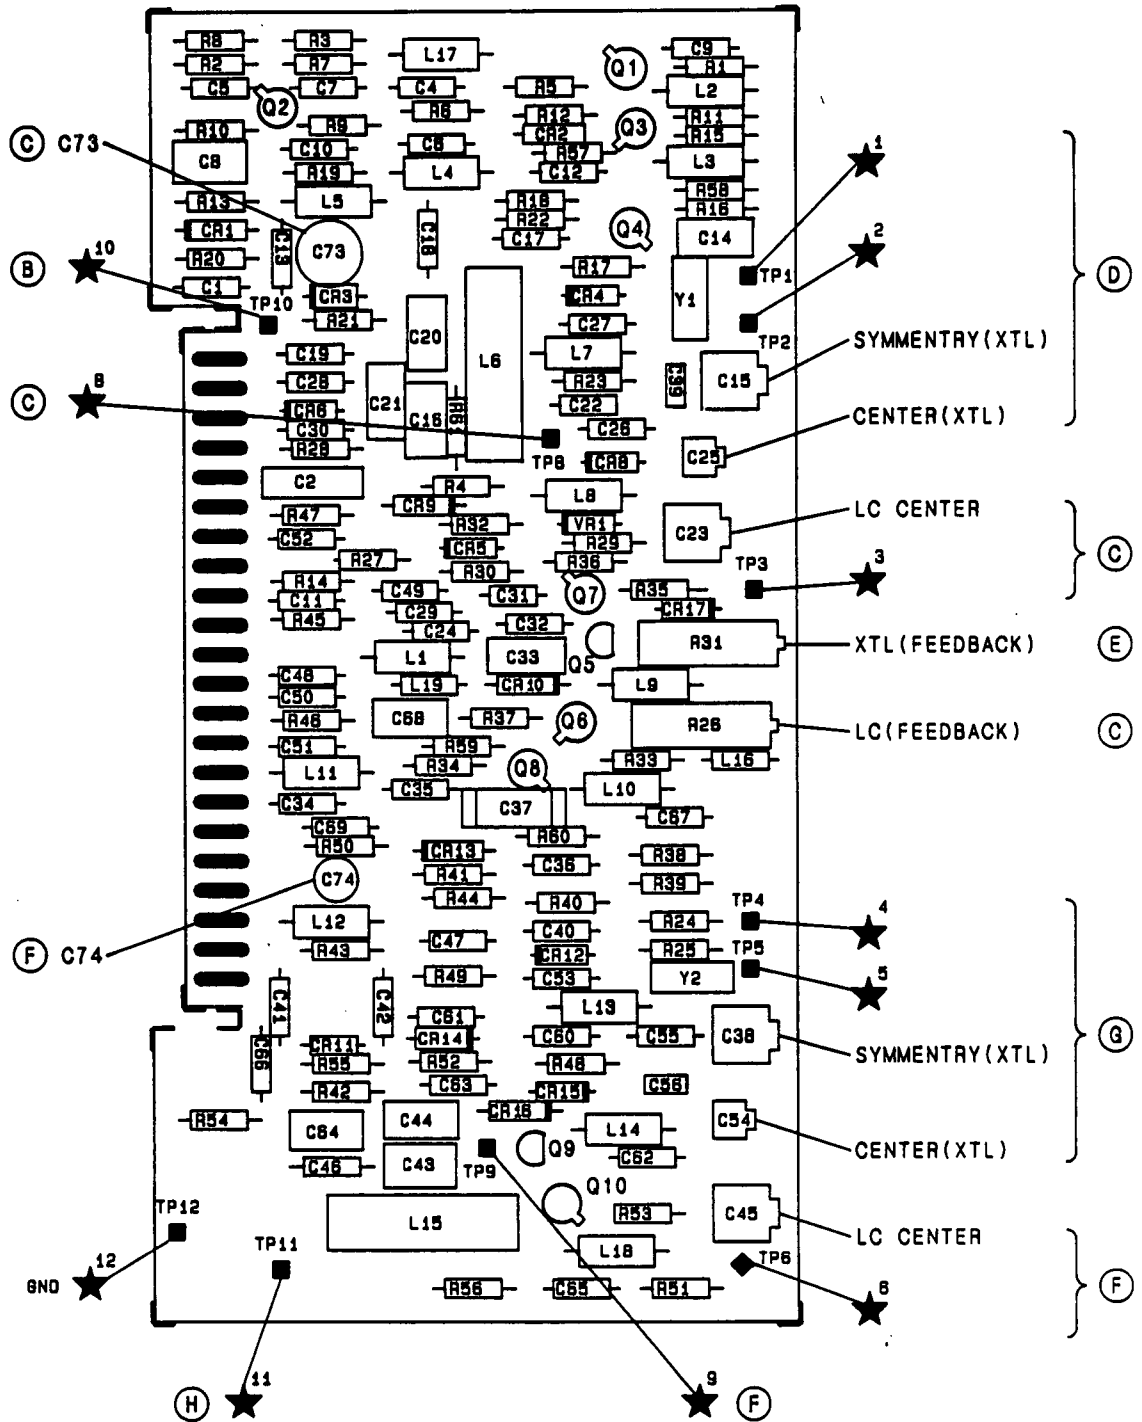 R8 R3 L17 C9
R2 R7 Q1 R1
C5 C7 C4 R5 L2
Q2 R6 R12 R11
R10 R9 CR2 Q3 R15
C C73 C8 C10 C6 R57 L3 1
R19 L4 C12
R13 L5 R18 R58
R22 R16
CR1 C13 C73 C18 C17 Q4 C14 2
10 R20 R17
B C1 CR3 CR4 Y1 TP1 D
TP10 R21 C20 C27
TP2
C19 L6 L7 SYMMENTRY(XTL)
C28 C21 R23 C39 C15
8 CR6 C16 R61 C22
C C30 C26 CENTER(XTL)
R28 TP8 CR8 C25
C2 R4 L8
CR9
R47 R32 VR1 LC CENTER
C52 CR5 R29 C23
R27 R30 R36 TP3 3 C
R14 C49 C31 Q7 R35
C11 C29 CR17
R45 C24 C32
L1 C33 Q5 R31 XTL(FEEDBACK) E
C48 L19 CR10 L9
C50
R46 C68 R37 Q6 R26 LC(FEEDBACK) C
C51 R59
L11 R34 Q8 R33 L16
C35 L10
C34 C37 C67
C69 R60
R50 CR13 C36 R38
C74 R41 R39
R44 R40 TP4 4
L12 C40 R24
F C74 R43 C47 CR12 R25 TP5
R49 C53 Y2 5
C41 C42 L13
C61 C38 G
CR11 CR14 C60 C55
C66 R55 R52 R48 SYMMENTRY(XTL)
R42 C63 CR15 C56
R54 CR16 C54
C64 C44 L14
Q9 CENTER(XTL)
C46 C43 TP9 C62
TP12 Q10
L15 R53 C45
12 TP11 L18 LC CENTER
GND TP6
R56 C65 R51 6 F
11 9
H F